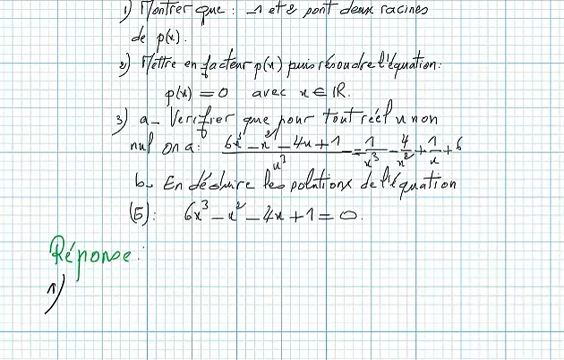 1) Montrer que : 1 et 2 sont deux racines
de p(x).
2) Mettre en facteur p(x) puis résoudre l'équation:
p(x) = 0 avec x ∈ IR.
3) a- Verifier que pour tout réel x non
nul on a: (6x³ - x² - 4x + 1)/x³ = 1/x³ - 4/x² + 1/x + 6
b- En déduire les solutions de l'équation
(E): 6x³ - x² - 4x + 1 = 0.
Réponse:
1)